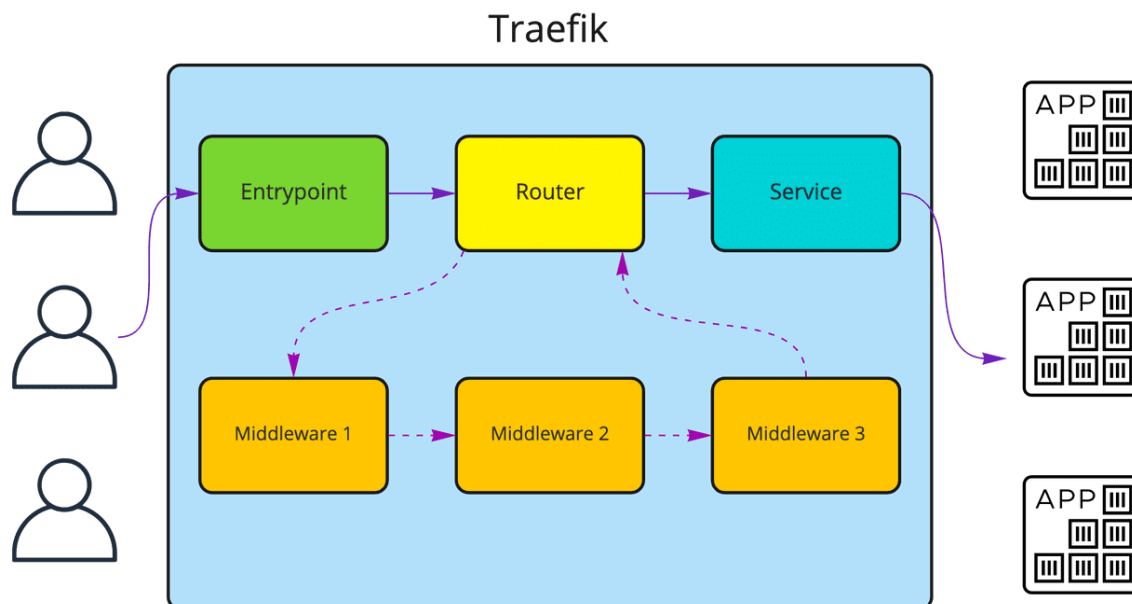 Traefik
APP
Entrypoint
Router
Service
APP
Middleware 1
Middleware 2
Middleware 3
APP